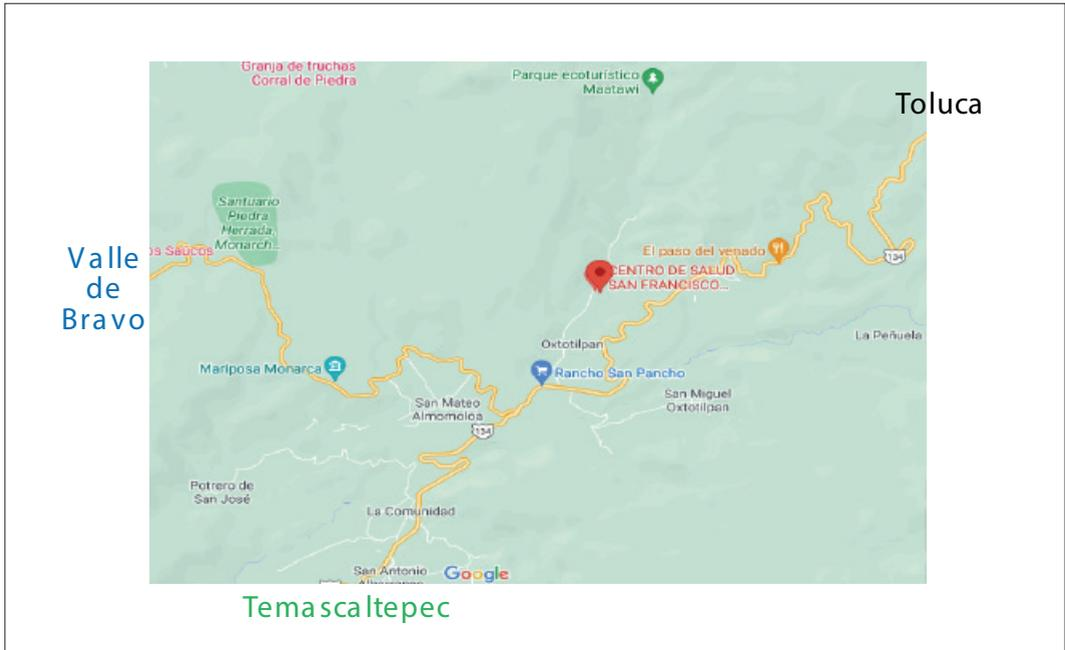 Granja de truchas
Corral de Piedra
Parque ecoturístico
Maatawi
Toluca
Santuario
Piedra
Herrada,
Monarch...
os Saucos
El paso del venado
134
CENTRO DE SALUD
SAN FRANCISCO...
Valle
de
Bravo
Oxtotilpan
La Peñuela
Mariposa Monarca
Rancho San Pancho
San Miguel
Oxtotilpan
San Mateo
Almomoloa
134
Potrero de
San José
La Comunidad
San Antonio
Google
Temascaltepec